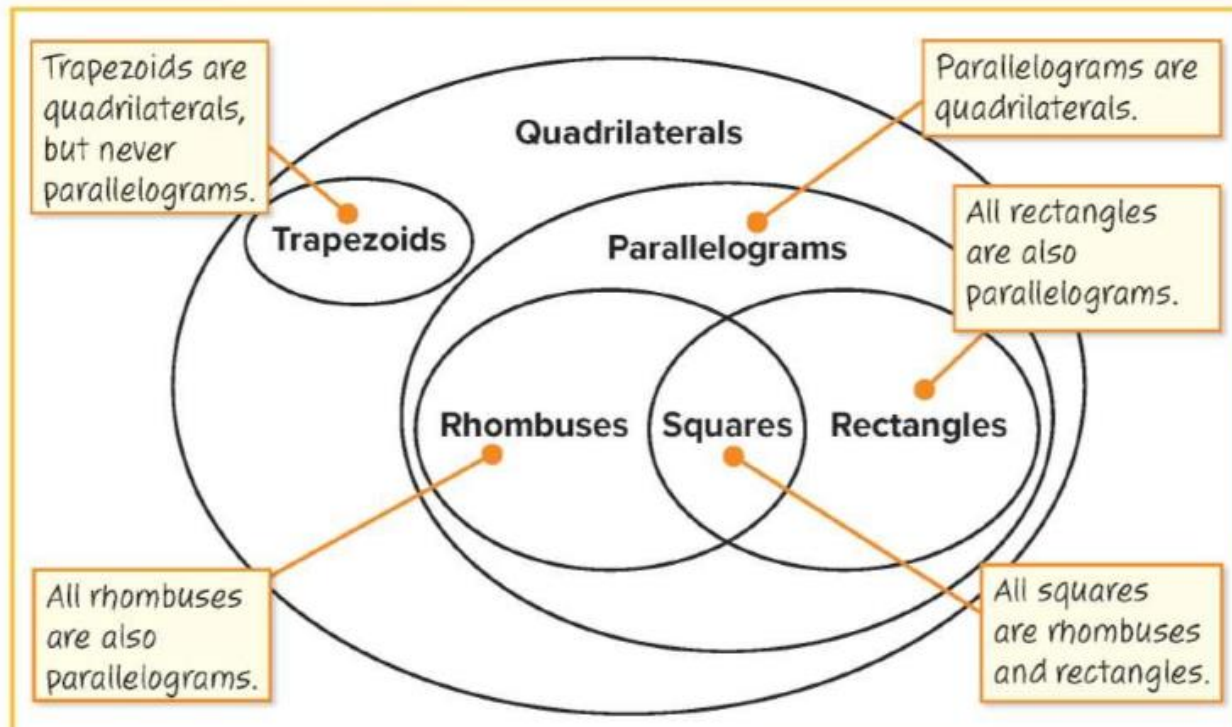 Trapezoids are
quadrilaterals,
but never
parallelograms.
Parallelograms are
quadrilaterals.
Quadrilaterals
All rectangles
are also
parallelograms.
Trapezoids
Parallelograms
Rhombuses
Squares
Rectangles
All rhombuses
are also
parallelograms.
All squares
are rhombuses
and rectangles.